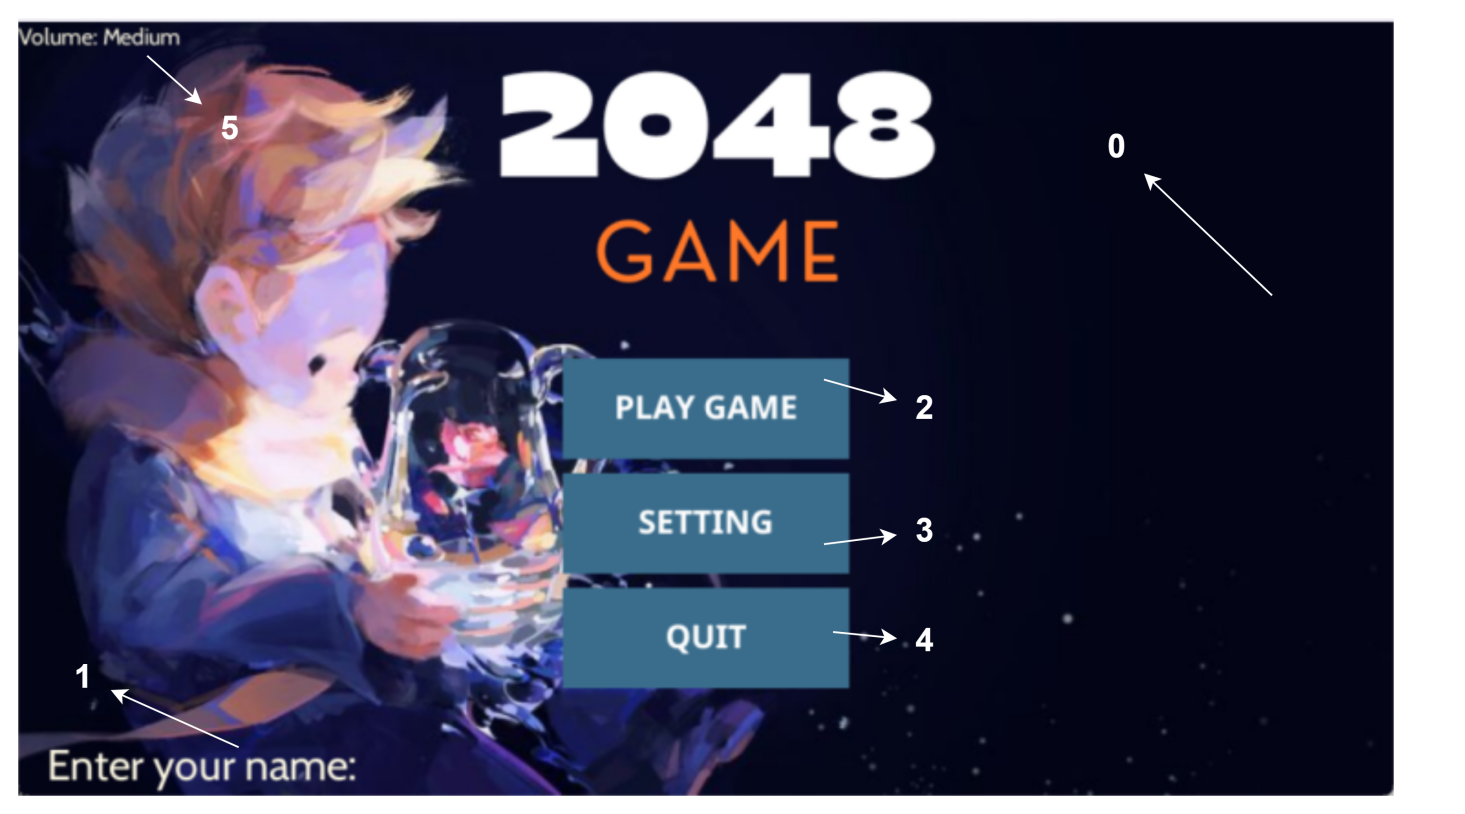 Volume: Medium
5
2048
0
GAME
PLAY GAME
2
SETTING
3
QUIT
4
1
Enter your name: